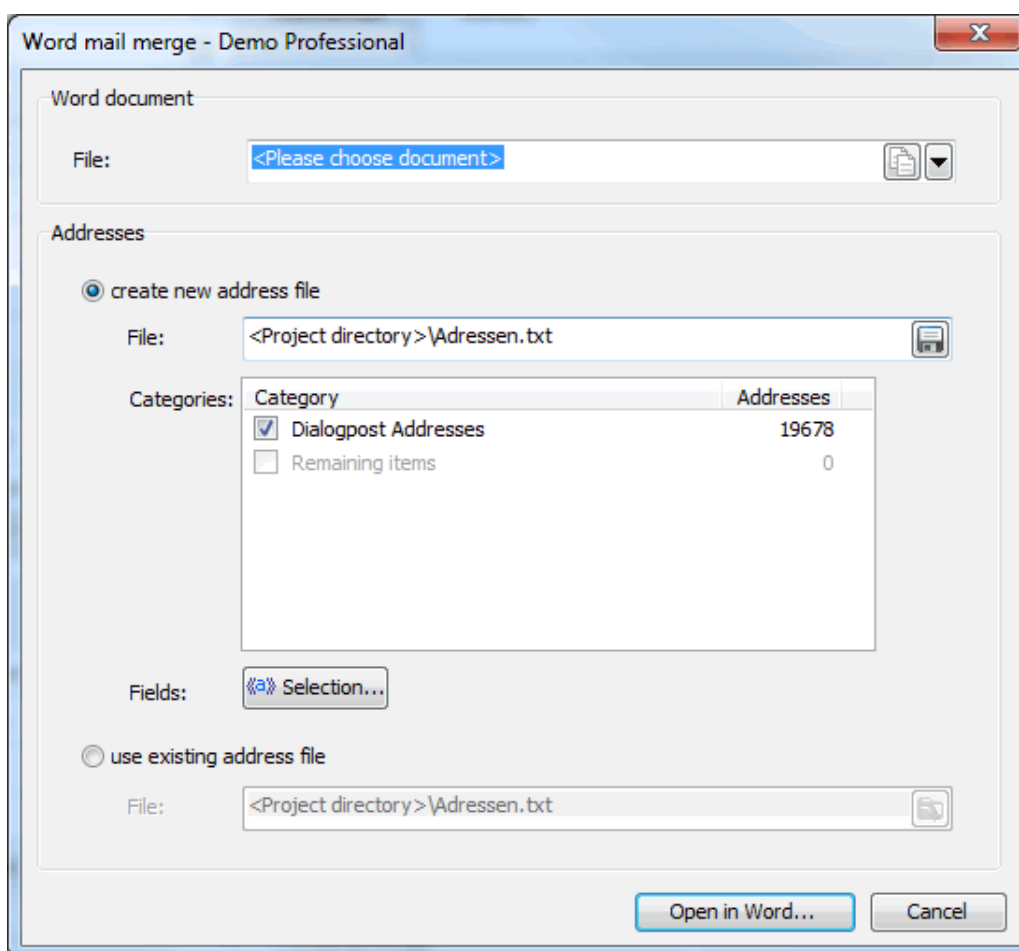 Word mail merge - Demo Professional
Word document
File: <Please choose document>
Addresses
create new address file
File: <Project directory>\Adressen.txt
Categories: Category Addresses
Dialogpost Addresses 19678
Remaining items 0
Fields: «a» Selection...
use existing address file
File: <Project directory>\Adressen.txt
Open in Word... Cancel